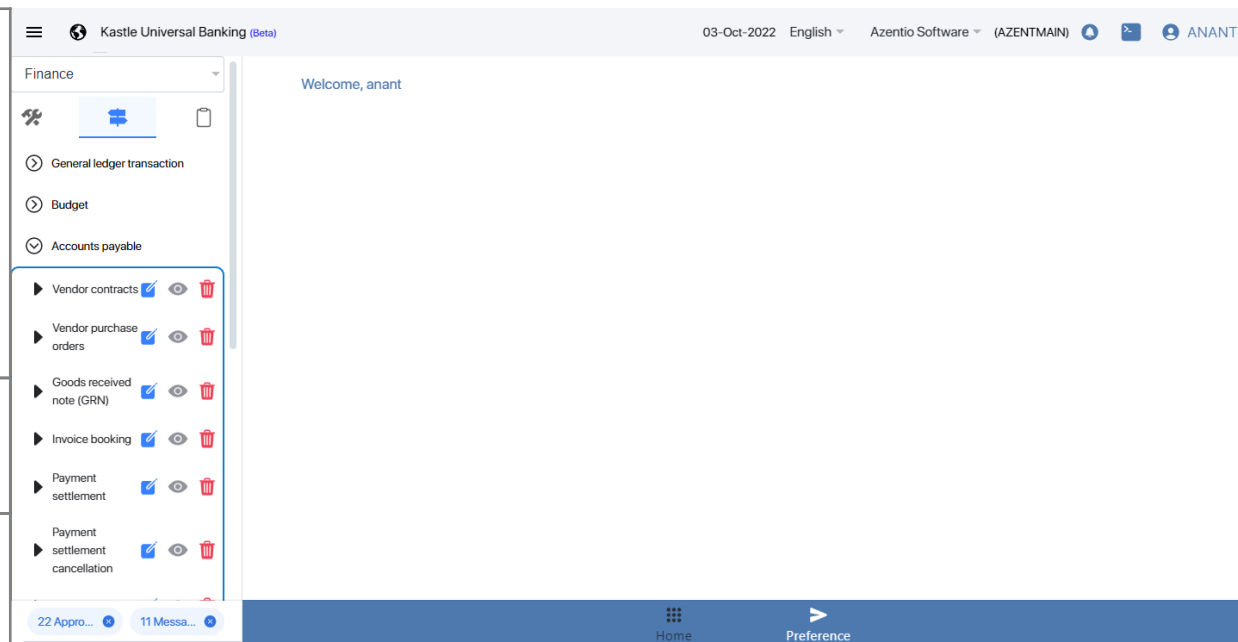 Kastle Universal Banking (Beta)
03-Oct-2022 English Azentio Software (AZENTMAIN) ANANT
Finance
Welcome, anant
General ledger transaction
Budget
Accounts payable
Vendor contracts
Vendor purchase
orders
Goods received
note (GRN)
Invoice booking
Payment
settlement
Payment
settlement
cancellation
22 Appro... 11 Messa...
Home Preference